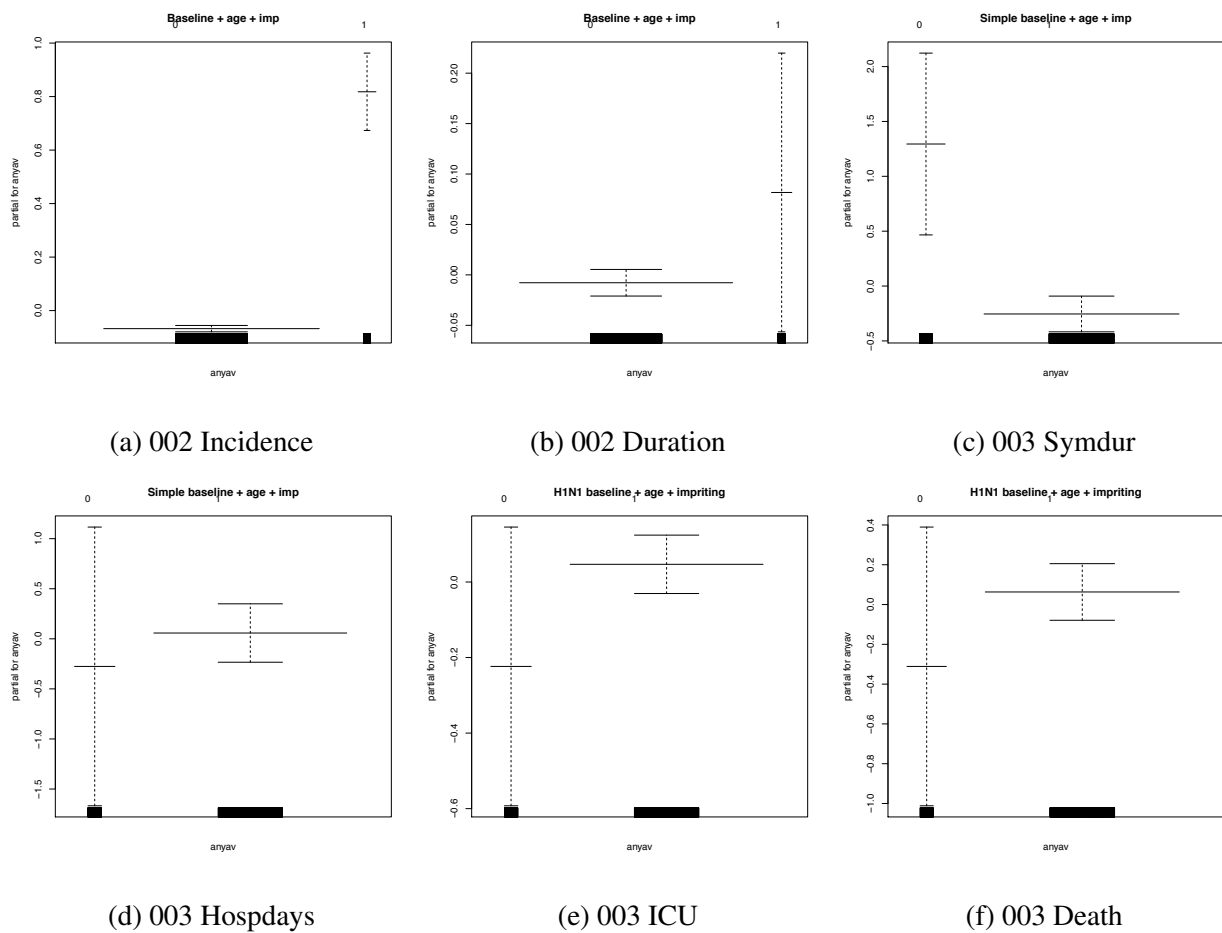 Baseline + age + imp
0 1
1.0
0.8
0.6
0.4
0.2
0.0
partial for anyav
anyav
(a) 002 Incidence
Baseline + age + imp
0 1
0.20
0.15
0.10
0.05
0.00
−0.05
partial for anyav
anyav
(b) 002 Duration
Simple baseline + age + imp
0 1
2.0
1.5
1.0
0.5
0.0
−0.5
partial for anyav
anyav
(c) 003 Symdur
Simple baseline + age + imp
0 1
1.0
0.5
0.0
−0.5
−1.0
−1.5
partial for anyav
anyav
(d) 003 Hospdays
H1N1 baseline + age + impriting
0 1
0.0
−0.2
−0.4
−0.6
partial for anyav
anyav
(e) 003 ICU
H1N1 baseline + age + impriting
0 1
0.4
0.2
0.0
−0.2
−0.4
−0.6
−0.8
−1.0
partial for anyav
anyav
(f) 003 Death